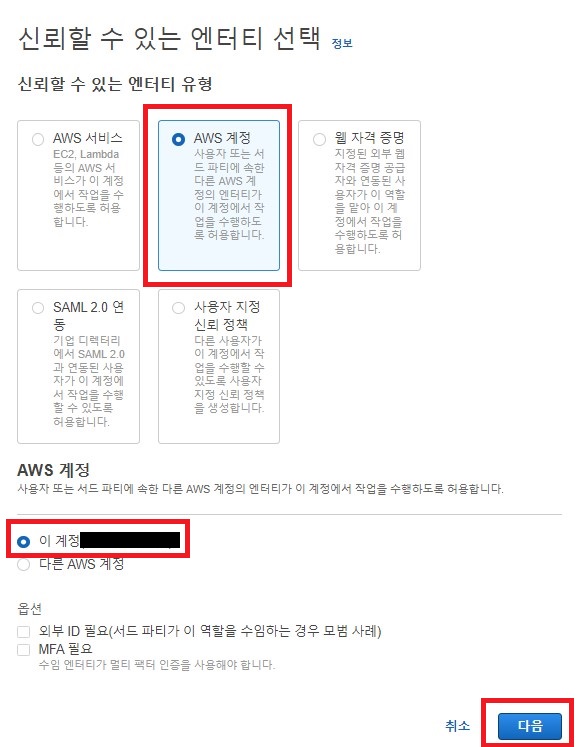 신뢰할 수 있는 엔터티 선택 정보
신뢰할 수 있는 엔터티 유형
AWS 서비스
EC2, Lambda
등의 AWS 서
비스가 이 계정
에서 작업을 수
행하도록 허용
합니다.
AWS 계정
사용자 또는 서
드 파티에 속한
다른 AWS 계
정의 엔터티가
이 계정에서 작
업을 수행하도
록 허용합니다.
웹 자격 증명
지정된 외부 웹
자격 증명 공급
자와 연동된 사
용자가 이 역할
을 맡아 이 계
정에서 작업을
수행하도록 허
용합니다.
SAML 2.0 연
동
기업 디렉터리
에서 SAML 2.0
과 연동된 사용
자가 이 계정에
서 작업을 수행
할 수 있도록
허용합니다.
사용자 지정
신뢰 정책
다른 사용자가
이 계정에서 작
업을 수행할 수
있도록 사용자
지정 신뢰 정책
을 생성합니다.
AWS 계정
사용자 또는 서드 파티에 속한 다른 AWS 계정의 엔터티가 이 계정에서 작업을 수행하도록 허용합니다.
이 계정
다른 AWS 계정
옵션
외부 ID 필요(서드 파티가 이 역할을 수임하는 경우 모범 사례)
MFA 필요
수임 엔터티가 멀티 팩터 인증을 사용해야 합니다.
취소
다음